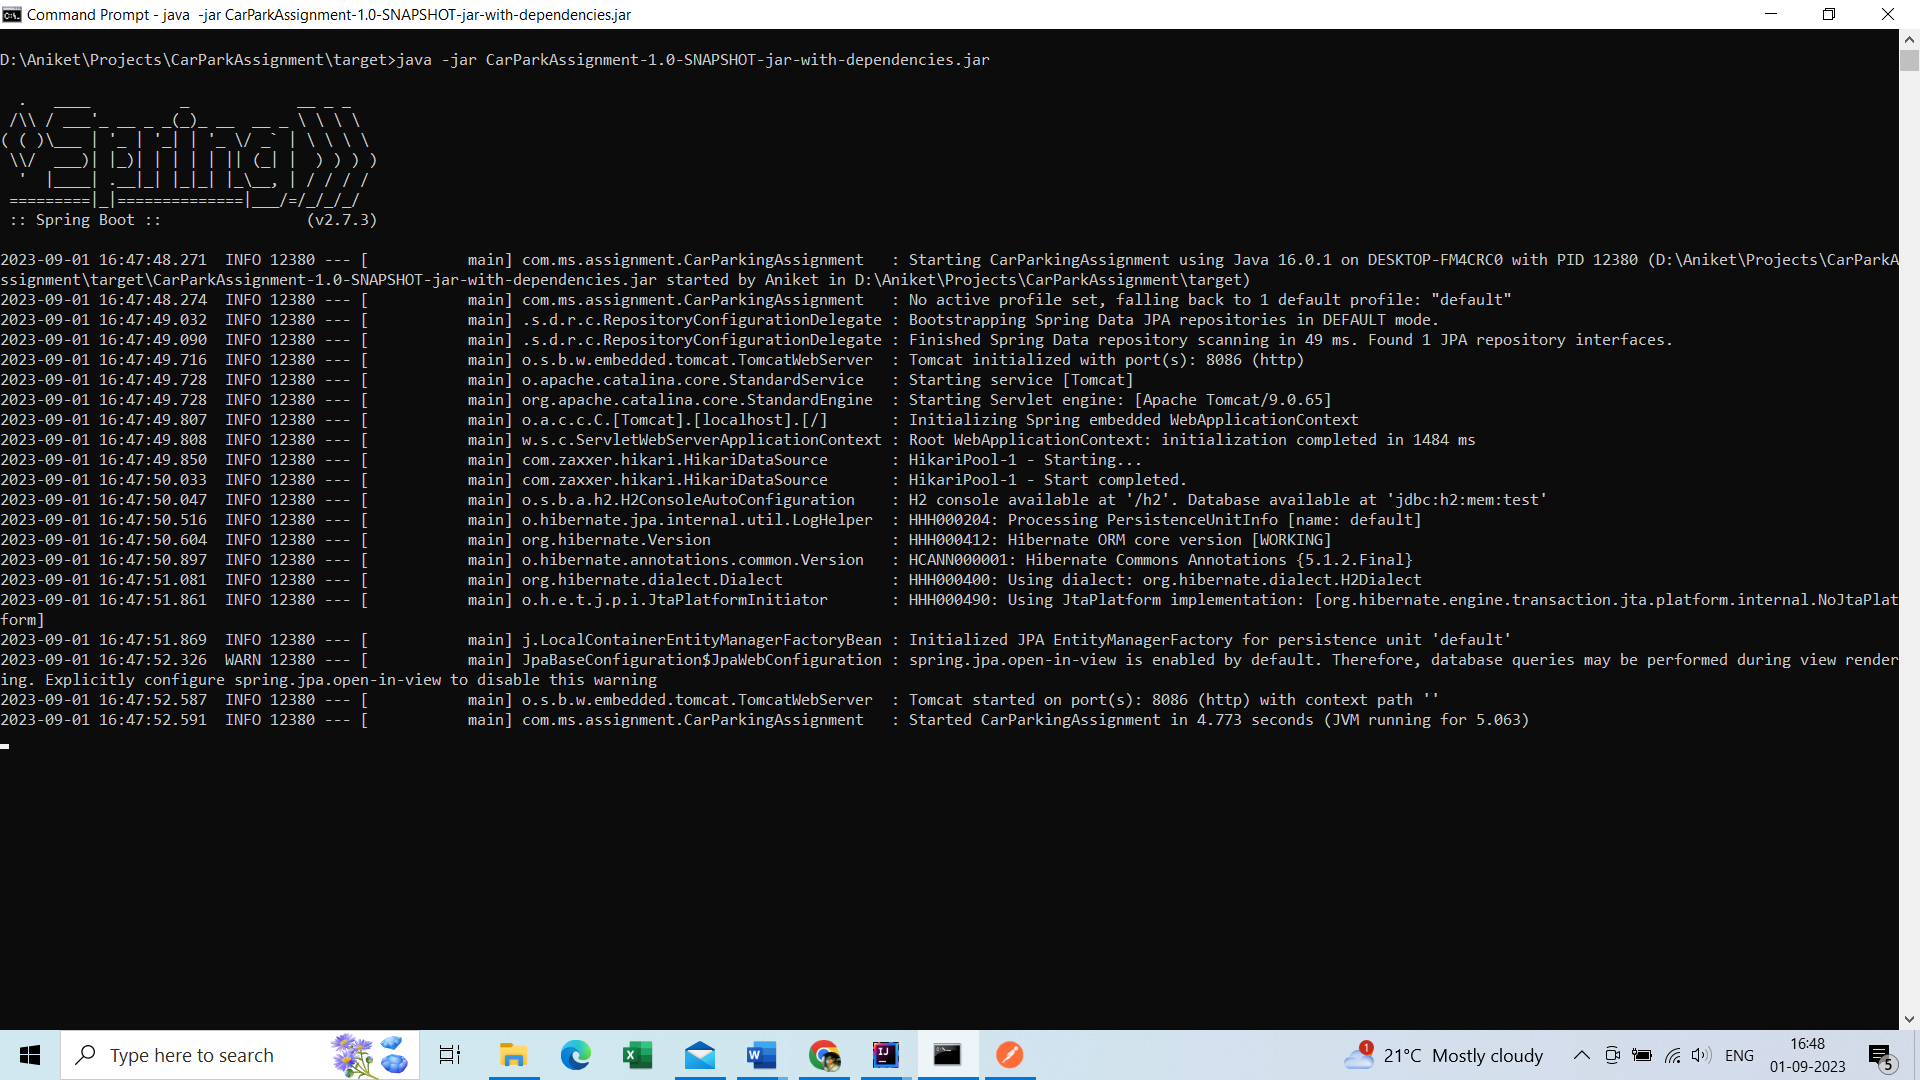 Command Prompt - java  -jar CarParkAssignment-1.0-SNAPSHOT-jar-with-dependencies.jar
D:\Aniket\Projects\CarParkAssignment\target>java -jar CarParkAssignment-1.0-SNAPSHOT-jar-with-dependencies.jar
  .   ____          _            __ _ _
 /\\ / ___'_ __ _ _(_)_ __  __ _ \ \ \ \
( ( )\___ | '_ | '_| | '_ \/ _` | \ \ \ \
 \\/  ___)| |_)| | | | | || (_| |  ) ) ) )
  '  |____| .__|_| |_|_| |_\__, | / / / /
 =========|_|==============|___/=/_/_/_/
 :: Spring Boot ::                (v2.7.3)
2023-09-01 16:47:48.271  INFO 12380 --- [           main] com.ms.assignment.CarParkingAssignment   : Starting CarParkingAssignment using Java 16.0.1 on DESKTOP-FM4CRC0 with PID 12380 (D:\Aniket\Projects\CarParkA
ssignment\target\CarParkAssignment-1.0-SNAPSHOT-jar-with-dependencies.jar started by Aniket in D:\Aniket\Projects\CarParkAssignment\target)
2023-09-01 16:47:48.274  INFO 12380 --- [           main] com.ms.assignment.CarParkingAssignment   : No active profile set, falling back to 1 default profile: "default"
2023-09-01 16:47:49.032  INFO 12380 --- [           main] .s.d.r.c.RepositoryConfigurationDelegate : Bootstrapping Spring Data JPA repositories in DEFAULT mode.
2023-09-01 16:47:49.090  INFO 12380 --- [           main] .s.d.r.c.RepositoryConfigurationDelegate : Finished Spring Data repository scanning in 49 ms. Found 1 JPA repository interfaces.
2023-09-01 16:47:49.716  INFO 12380 --- [           main] o.s.b.w.embedded.tomcat.TomcatWebServer  : Tomcat initialized with port(s): 8086 (http)
2023-09-01 16:47:49.728  INFO 12380 --- [           main] o.apache.catalina.core.StandardService   : Starting service [Tomcat]
2023-09-01 16:47:49.728  INFO 12380 --- [           main] org.apache.catalina.core.StandardEngine  : Starting Servlet engine: [Apache Tomcat/9.0.65]
2023-09-01 16:47:49.807  INFO 12380 --- [           main] o.a.c.c.C.[Tomcat].[localhost].[/]       : Initializing Spring embedded WebApplicationContext
2023-09-01 16:47:49.808  INFO 12380 --- [           main] w.s.c.ServletWebServerApplicationContext : Root WebApplicationContext: initialization completed in 1484 ms
2023-09-01 16:47:49.850  INFO 12380 --- [           main] com.zaxxer.hikari.HikariDataSource       : HikariPool-1 - Starting...
2023-09-01 16:47:50.033  INFO 12380 --- [           main] com.zaxxer.hikari.HikariDataSource       : HikariPool-1 - Start completed.
2023-09-01 16:47:50.047  INFO 12380 --- [           main] o.s.b.a.h2.H2ConsoleAutoConfiguration    : H2 console available at '/h2'. Database available at 'jdbc:h2:mem:test'
2023-09-01 16:47:50.516  INFO 12380 --- [           main] o.hibernate.jpa.internal.util.LogHelper  : HHH000204: Processing PersistenceUnitInfo [name: default]
2023-09-01 16:47:50.604  INFO 12380 --- [           main] org.hibernate.Version                    : HHH000412: Hibernate ORM core version [WORKING]
2023-09-01 16:47:50.897  INFO 12380 --- [           main] o.hibernate.annotations.common.Version   : HCANN000001: Hibernate Commons Annotations {5.1.2.Final}
2023-09-01 16:47:51.081  INFO 12380 --- [           main] org.hibernate.dialect.Dialect            : HHH000400: Using dialect: org.hibernate.dialect.H2Dialect
2023-09-01 16:47:51.861  INFO 12380 --- [           main] o.h.e.t.j.p.i.JtaPlatformInitiator       : HHH000490: Using JtaPlatform implementation: [org.hibernate.engine.transaction.jta.platform.internal.NoJtaPlat
form]
2023-09-01 16:47:51.869  INFO 12380 --- [           main] j.LocalContainerEntityManagerFactoryBean : Initialized JPA EntityManagerFactory for persistence unit 'default'
2023-09-01 16:47:52.326  WARN 12380 --- [           main] JpaBaseConfiguration$JpaWebConfiguration : spring.jpa.open-in-view is enabled by default. Therefore, database queries may be performed during view render
ing. Explicitly configure spring.jpa.open-in-view to disable this warning
2023-09-01 16:47:52.587  INFO 12380 --- [           main] o.s.b.w.embedded.tomcat.TomcatWebServer  : Tomcat started on port(s): 8086 (http) with context path ''
2023-09-01 16:47:52.591  INFO 12380 --- [           main] com.ms.assignment.CarParkingAssignment   : Started CarParkingAssignment in 4.773 seconds (JVM running for 5.063)
Type here to search
1
21°C  Mostly cloudy
ENG
16:48
01-09-2023
5